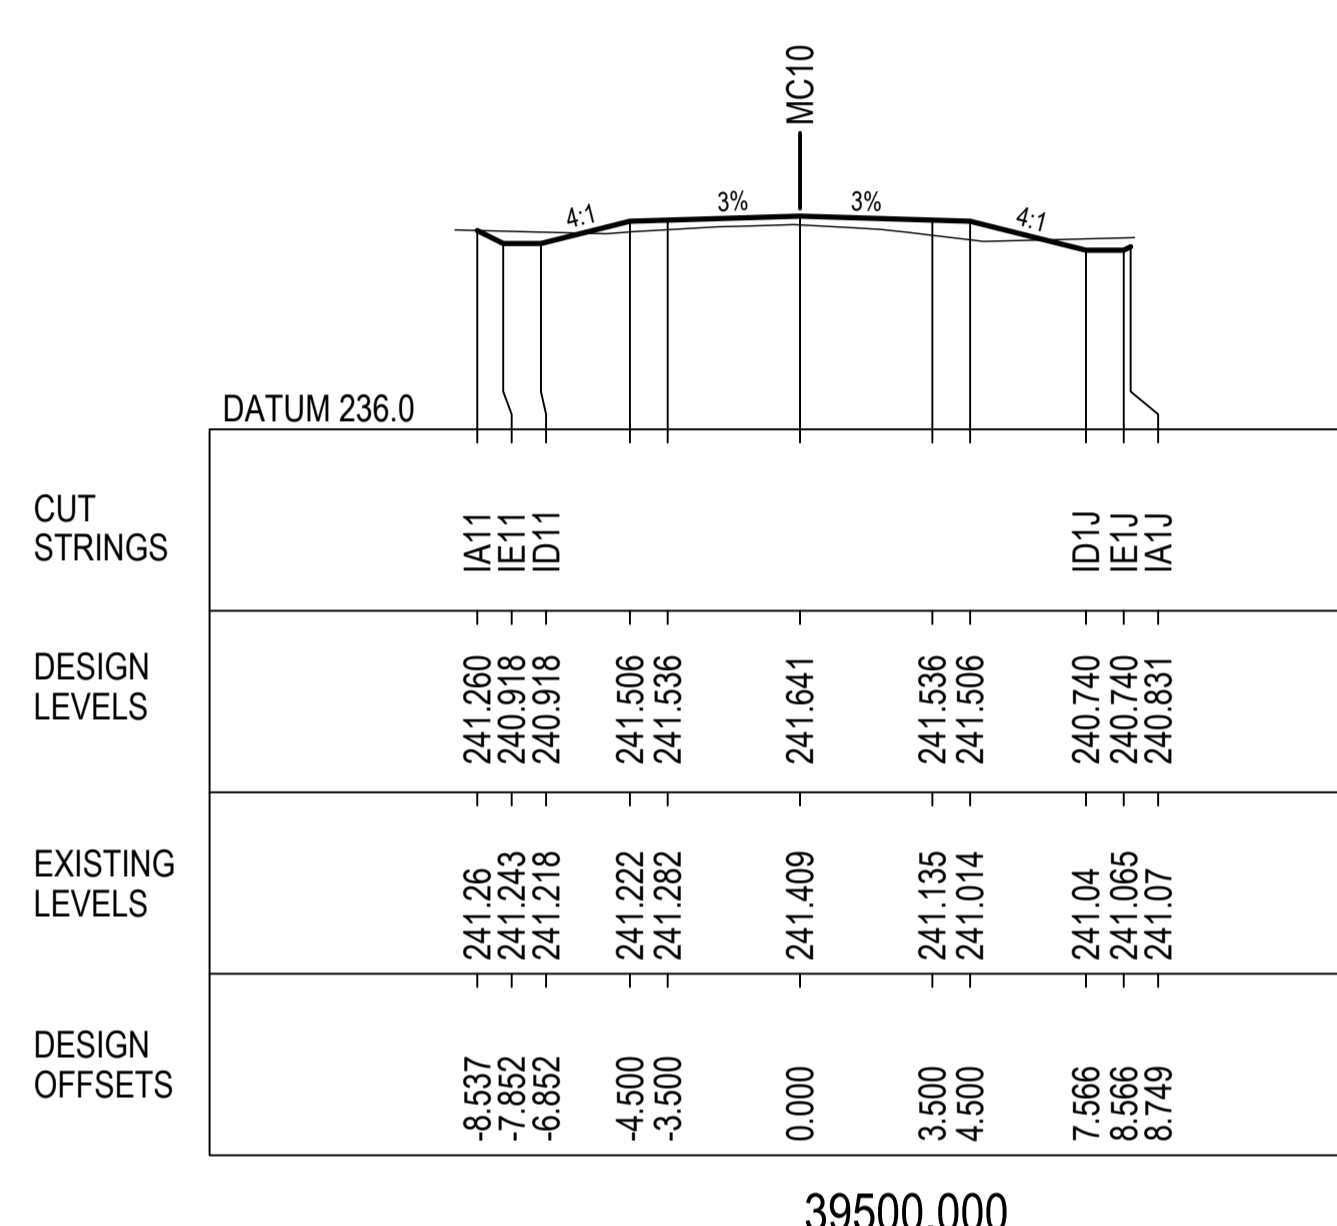 MC10
4:1
3%
3%
4:1
DATUM 236.0
CUT
STRINGS
IA11
IE11
ID11
ID1J
IE1J
IA1J
DESIGN
LEVELS
241.260
240.918
240.918
241.506
241.536
241.641
241.536
241.506
240.740
240.740
240.831
EXISTING
LEVELS
241.26
241.243
241.218
241.222
241.282
241.409
241.135
241.014
241.04
241.065
241.07
DESIGN
OFFSETS
-8.537
-7.852
-6.852
-4.500
-3.500
0.000
3.500
4.500
7.566
8.566
8.749
39500.000